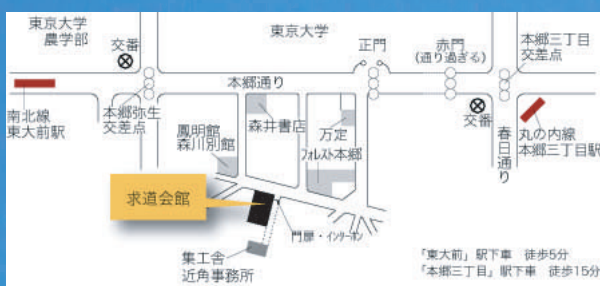 東京大学
農学部
交番
東京大学
正門
赤門
(通り過ぎる)
本郷三丁目
交差点
本郷通り
南北線
東大前駅
本郷弥生
交差点
鳳明館
森川別館
森井書店
万定
フォレスト本郷
交番
春日通り
丸の内線
本郷三丁目駅
求道会館
門扉・インターホン
集工舎
近角事務所
「東大前」駅下車 徒歩5分
「本郷三丁目」駅下車 徒歩15分